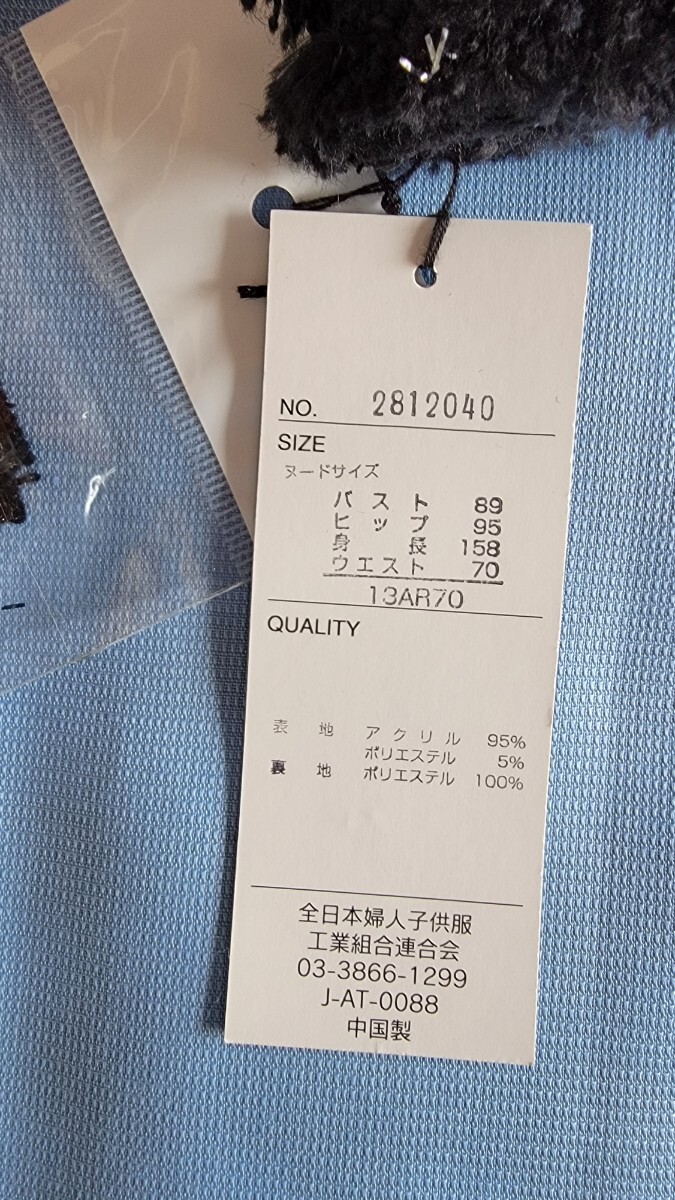 NO. 2812040
SIZE
ヌードサイズ
バスト 89
ヒップ 95
身長 158
ウエスト 70
13AR70
QUALITY
表地 アクリル 95%
ポリエステル 5%
裏地 ポリエステル 100%
全日本婦人子供服
工業組合連合会
03-3866-1299
J-AT-0088
中国製